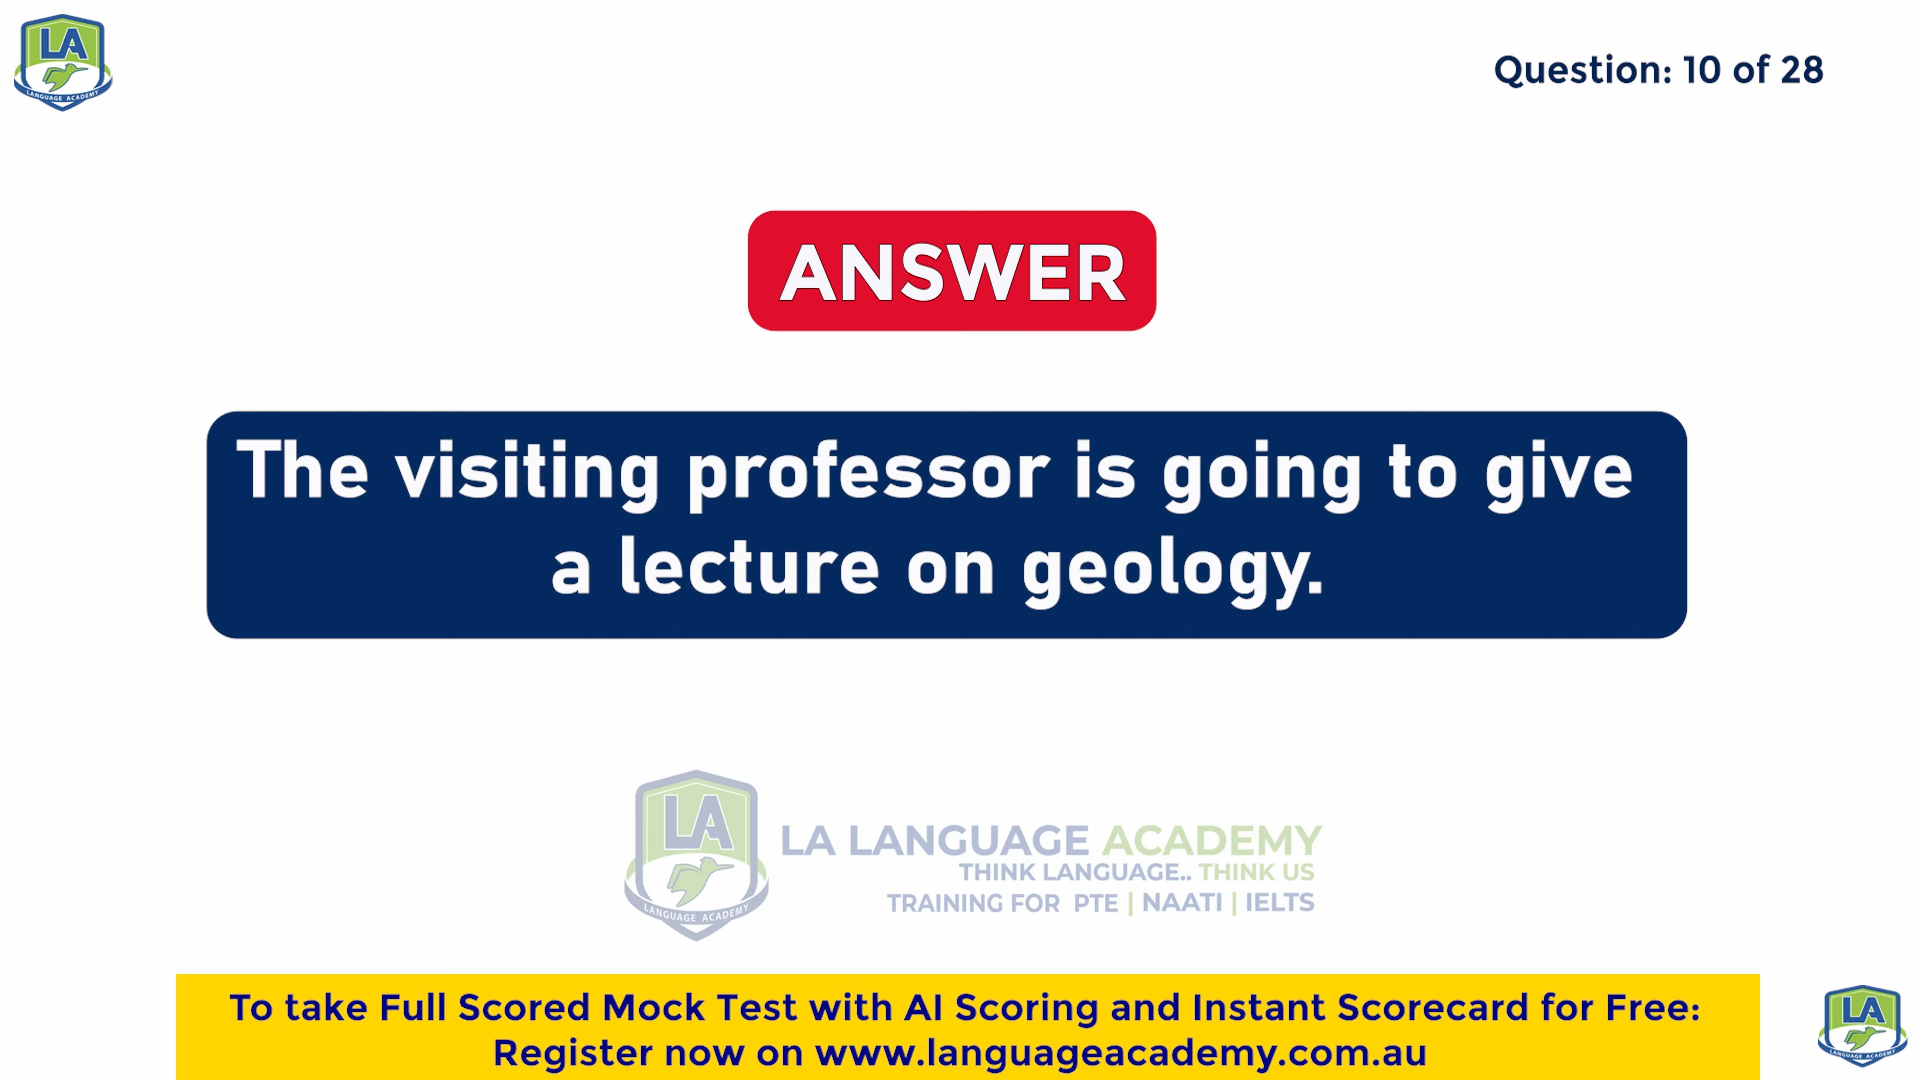 LA
LANGUAGE ACADEMY
Question: 10 of 28
ANSWER
The visiting professor is going to give
a lecture on geology.
LA
LANGUAGE ACADEMY
LA LANGUAGE ACADEMY
THINK LANGUAGE.. THINK US
TRAINING FOR PTE | NAATI | IELTS
To take Full Scored Mock Test with AI Scoring and Instant Scorecard for Free:
Register now on www.languageacademy.com.au
LA
LANGUAGE ACADEMY